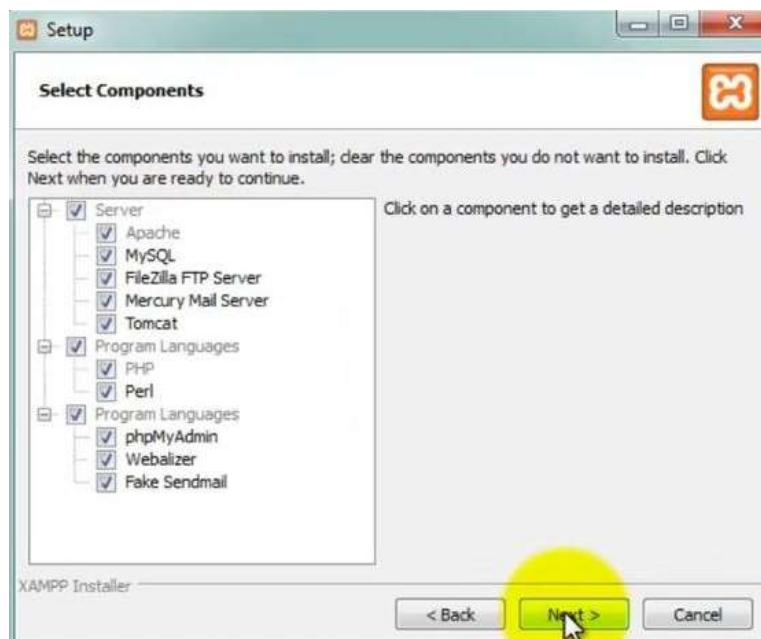 Setup
Select Components
Select the components you want to install; clear the components you do not want to install. Click
Next when you are ready to continue.
Server
Apache
MySQL
FileZilla FTP Server
Mercury Mail Server
Tomcat
Program Languages
PHP
Perl
Program Languages
phpMyAdmin
Webalizer
Fake Sendmail
Click on a component to get a detailed description
XAMPP Installer
< Back
Next >
Cancel